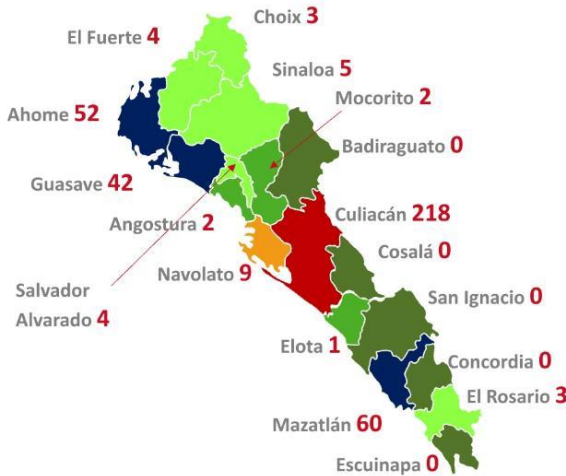 Choix 3
El Fuerte 4
Sinaloa 5
Mocorito 2
Ahome 52
Badiraguato 0
Guasave 42
Angostura 2
Culiacán 218
Cosalá 0
Navolato 9
Salvador
Alvarado 4
San Ignacio 0
Elota 1
Concordia 0
El Rosario 3
Mazatlán 60
Escuinapa 0